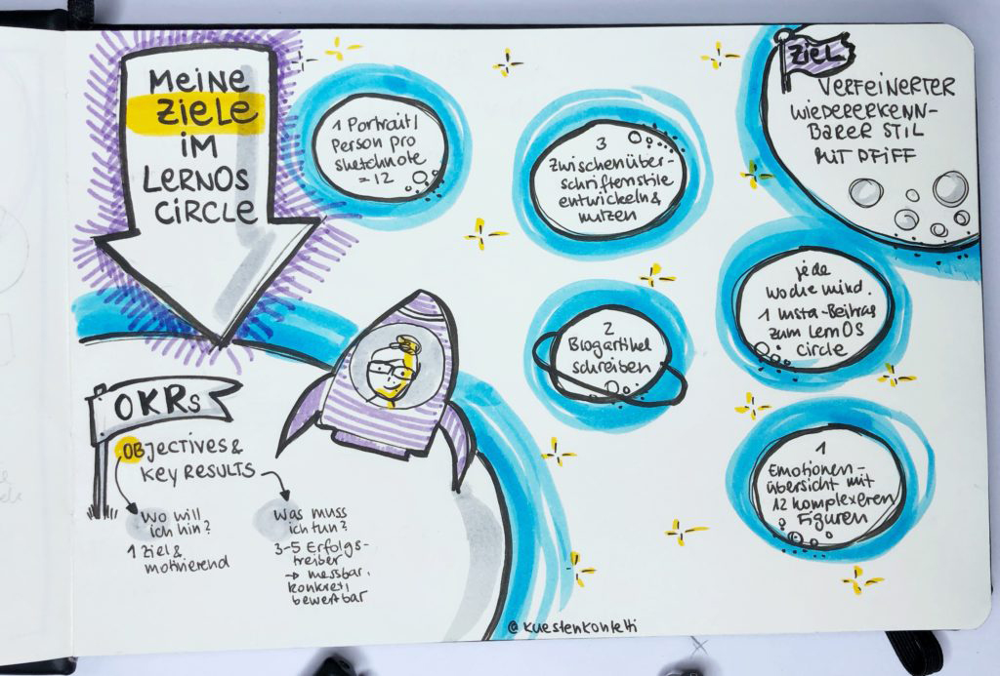 MEINE
ZIELE
IM
LERNOS
CIRCLE
1 Portrait/
Person pro
Sketchnote
= 12
3
Zwischenüber-
schriftenstile
entwickeln &
nutzen
ZIEL
VERFEINERTER
WIEDERERKENN-
BARER STIL
MIT PFIFF
jede
Woche mind.
1 Insta-Beitrag
zum LernOS
circle
2
Blogartikel
schreiben
1
Emotionen-
übersicht mit
12 komplexeren
Figuren
OKRs
OBJECTIVES &
KEY RESULTS
Wo will
ich hin?
1 Ziel &
motivierend
Was muss
ich tun?
3-5 Erfolgs-
treiber
→ messbar,
konkret,
bewertbar
@kuestenkonfetti